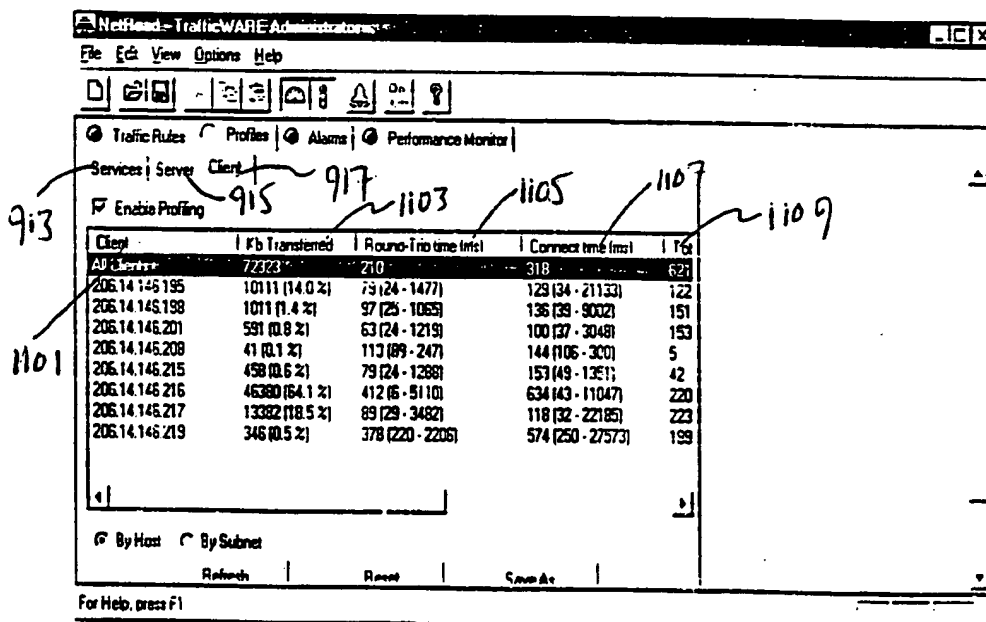 NetRoad - TrafficWARE Administrator
File Edit View Options Help
Traffic Rules Profiles Alarms Performance Monitor
Services Server Client
913 915 917 1103 1105 1107 1109
Enable Profiling
Client Kb Transferred Round-Trip time (ms) Connect time (ms) Tot
All Clients 72323 210 318 621
206.14.146.195 10111 (14.0 %) 79 (24 - 1477) 129 (34 - 21133) 122
206.14.146.198 1011 (1.4 %) 97 (25 - 1065) 136 (39 - 9002) 151
206.14.146.201 591 (0.8 %) 63 (24 - 1219) 100 (37 - 3048) 153
206.14.146.208 41 (0.1 %) 113 (89 - 247) 144 (106 - 300) 5
206.14.146.215 458 (0.6 %) 79 (24 - 1288) 153 (49 - 1351) 42
206.14.146.216 46380 (64.1 %) 412 (6 - 5110) 634 (43 - 11047) 220
206.14.146.217 13382 (18.5 %) 89 (29 - 3482) 118 (32 - 22185) 223
206.14.146.219 346 (0.5 %) 378 (220 - 2206) 574 (250 - 27573) 199
1101
By Host By Subnet
Refresh Reset Save As
For Help, press F1